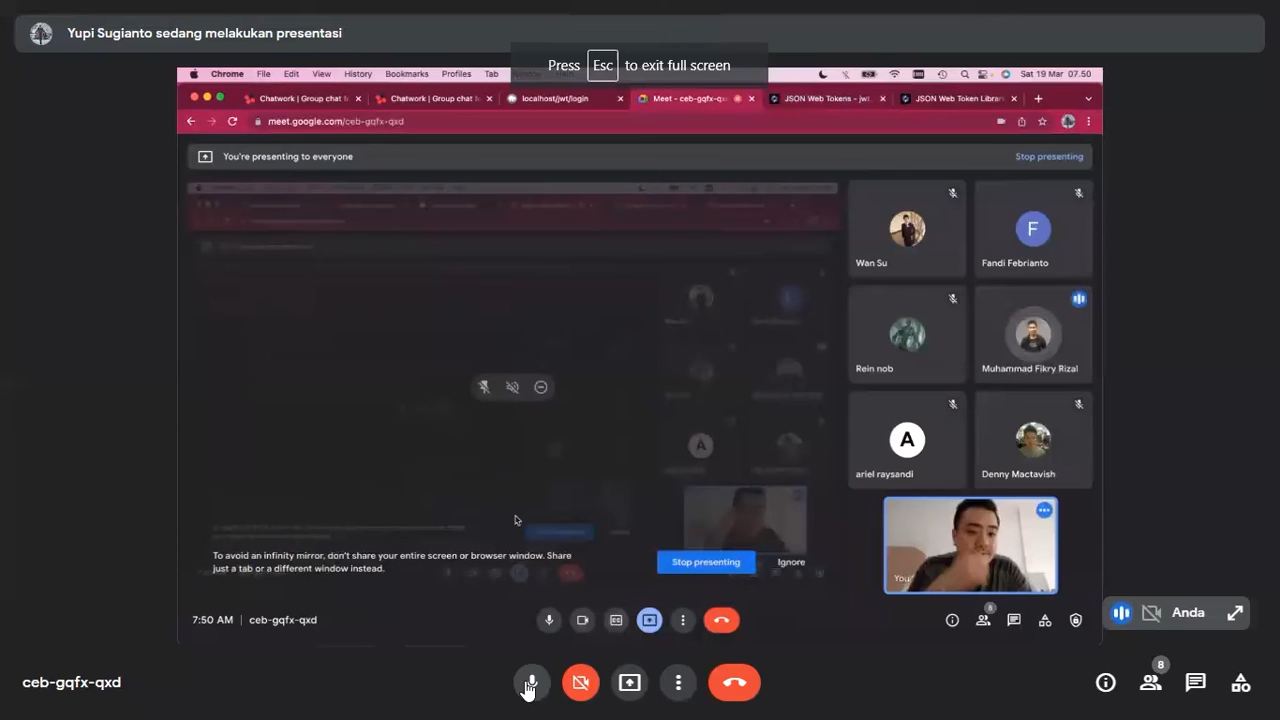 Yupi Sugianto sedang melakukan presentasi
Press Esc to exit full screen
Chrome File Edit View History Bookmarks Profiles Tab Sat 19 Mar 07.50
Chatwork | Group chat f
Chatwork | Group chat f
localhost/jwt/login
Meet - ceb-gqfx-qx
JSON Web Tokens - jwt
JSON Web Token Librar
meet.google.com/ceb-gqfx-qxd
You're presenting to everyone
Stop presenting
Wan Su
F
Fandi Febrianto
Rein nob
Muhammad Fikry Rizal
A
ariel raysandi
Denny Mactavish
A
To avoid an infinity mirror, don't share your entire screen or browser window. Share
just a tab or a different window instead.
Stop presenting
Ignore
You
7:50 AM ceb-gqfx-qxd
8
Anda
ceb-gqfx-qxd
8